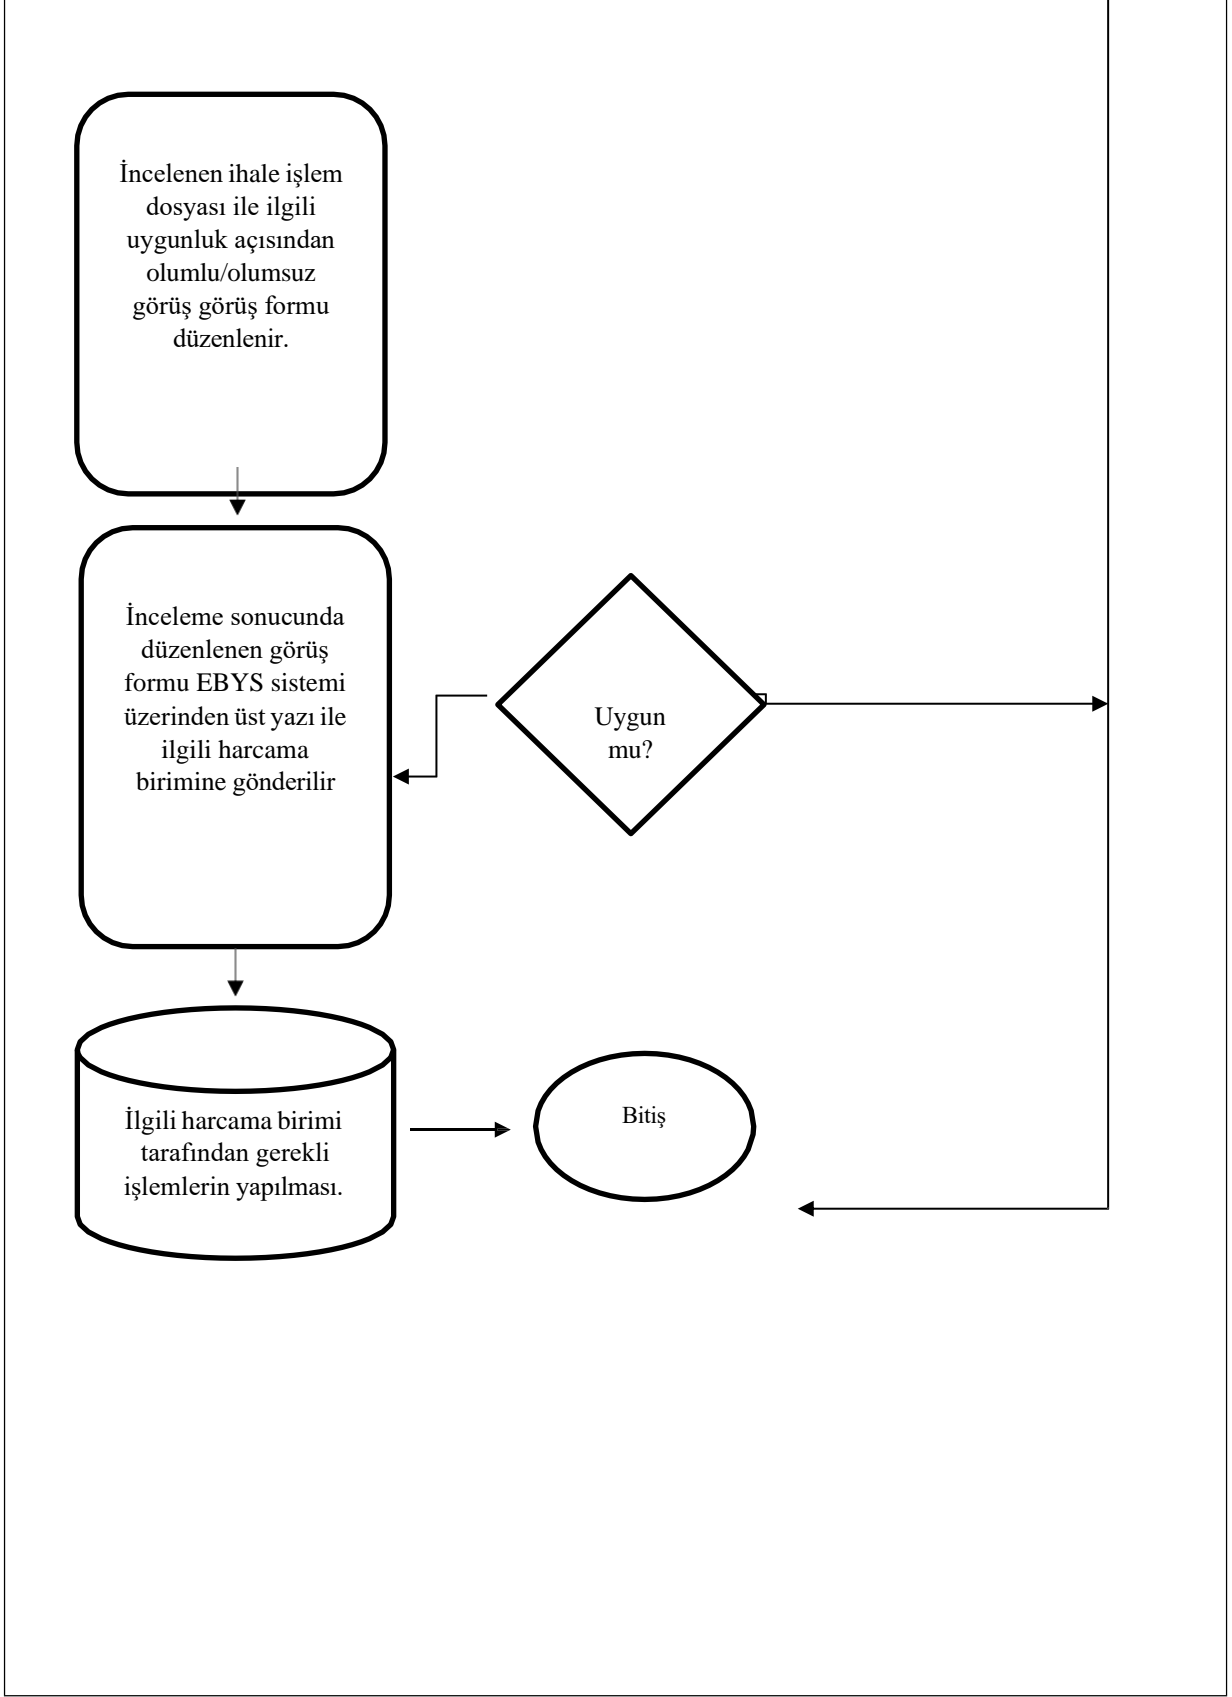 İncelenen ihale işlem
dosyası ile ilgili
uygunluk açısından
olumlu/olumsuz
görüş görüş formu
düzenlenir.
İnceleme sonucunda
düzenlenen görüş
formu EBYS sistemi
üzerinden üst yazı ile
ilgili harcama
birimine gönderilir
Uygun
mu?
İlgili harcama birimi
tarafından gerekli
işlemlerin yapılması.
Bitiş